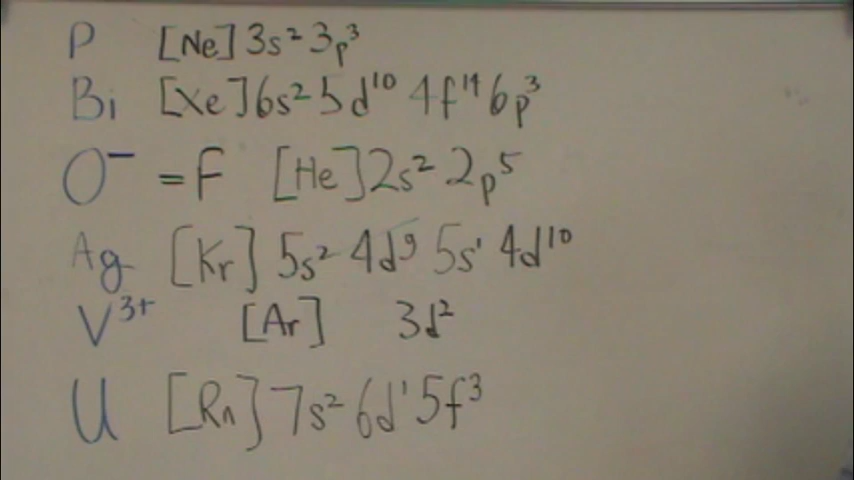 P [Ne] 3s² 3p³
Bi [Xe] 6s² 5d¹⁰ 4f¹⁴ 6p³
O⁻ = F [He] 2s² 2p⁵
Ag [Kr] 5s² 4d⁹ 5s¹ 4d¹⁰
V³⁺ [Ar] 3d²
U [Rn] 7s² 6d¹ 5f³